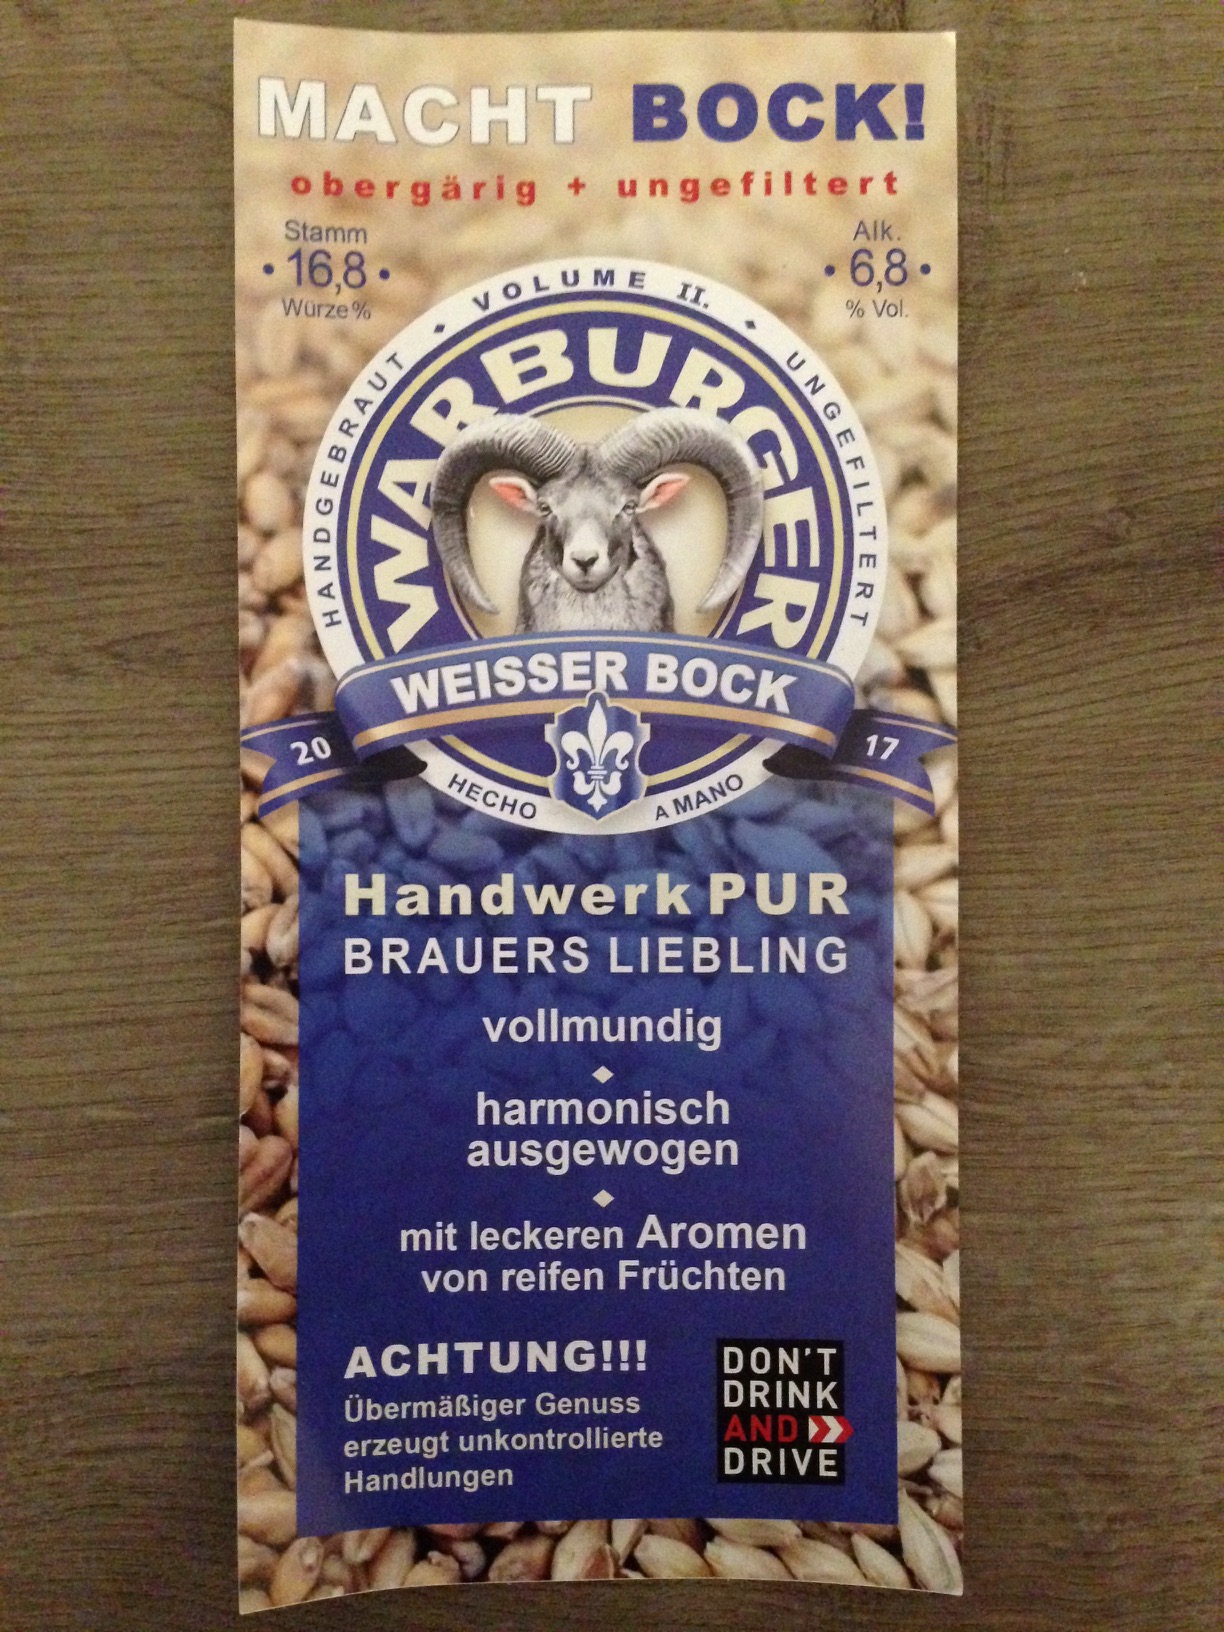 MACHT BOCK!
obergärig + ungefiltert
Stamm
• 16,8 •
Würze%
Alk.
• 6,8 •
% Vol.
HANDGEBRAUT • VOLUME II. • UNGEFILTERT
WARBURGER
WEISSER BOCK
20 17
HECHO A MANO
Handwerk PUR
BRAUERS LIEBLING
vollmundig
harmonisch
ausgewogen
mit leckeren Aromen
von reifen Früchten
ACHTUNG!!!
Übermäßiger Genuss
erzeugt unkontrollierte
Handlungen
DON'T
DRINK
AND
DRIVE